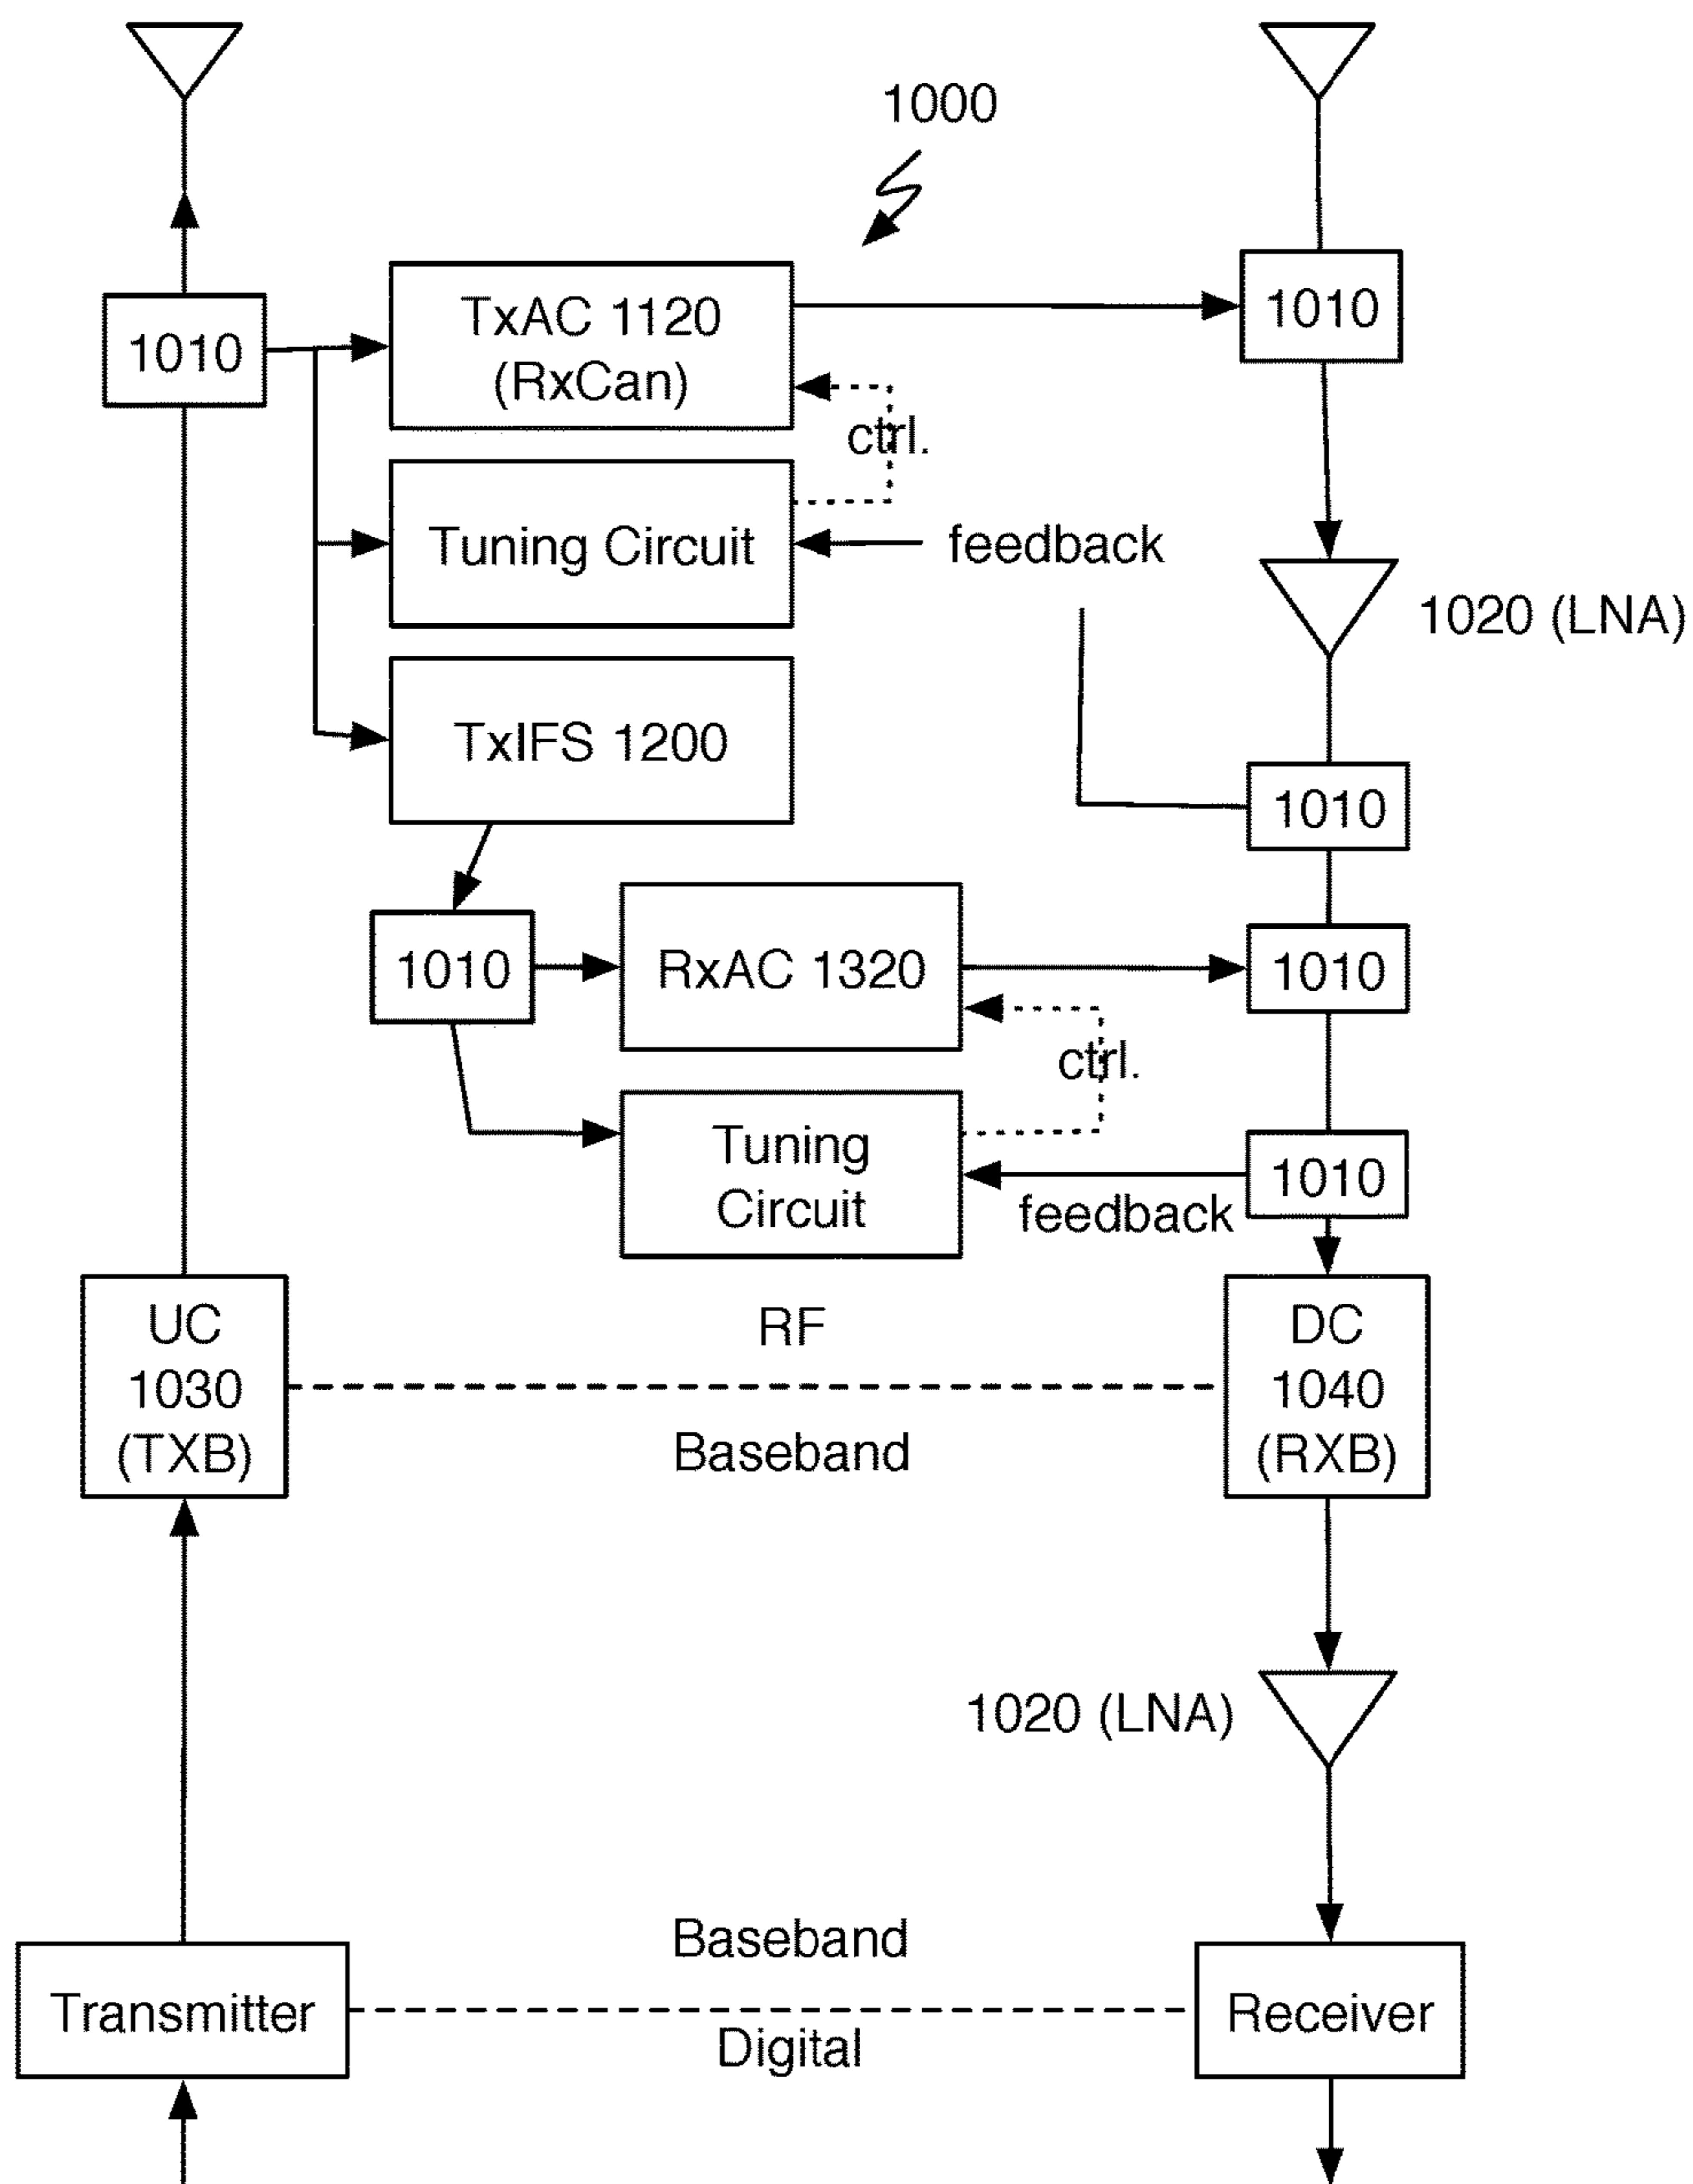 1000
1010
TxAC 1120
(RxCan)
1010
ctrl.
Tuning Circuit
feedback
1020 (LNA)
TxIFS 1200
1010
1010
RxAC 1320
1010
ctrl.
Tuning
Circuit
feedback
1010
UC
1030
(TXB)
RF
Baseband
DC
1040
(RXB)
1020 (LNA)
Transmitter
Baseband
Digital
Receiver